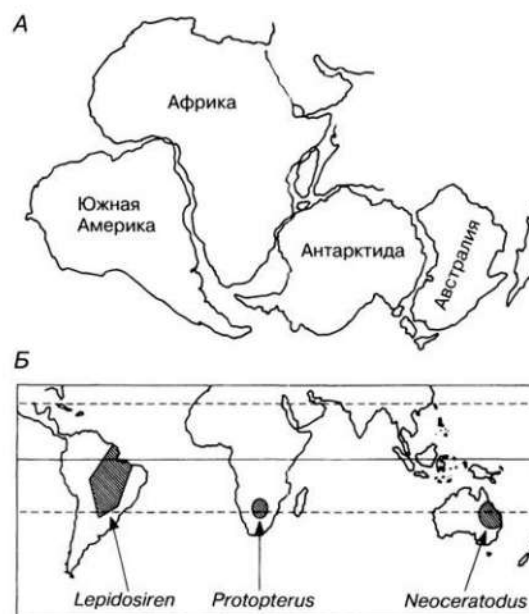 А
Африка
Южная
Америка
Антарктида
Австралия
Б
Lepidosiren
Protopterus
Neoceratodus